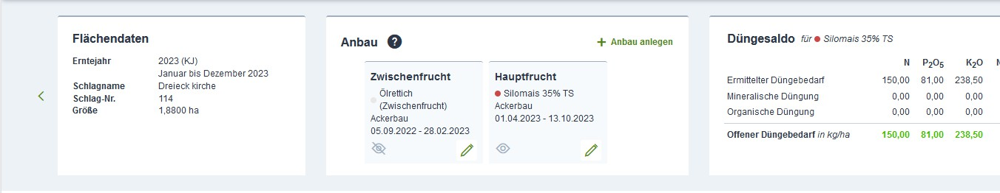 Flächendaten
Erntejahr 2023 (KJ)
Januar bis Dezember 2023
Schlagname Dreieck kirche
Schlag-Nr. 114
Größe 1,8800 ha
Anbau ?
+ Anbau anlegen
Zwischenfrucht
Ölrettich
(Zwischenfrucht)
Ackerbau
05.09.2022 - 28.02.2023
Hauptfrucht
Silomais 35% TS
Ackerbau
01.04.2023 - 13.10.2023
Düngesaldo für Silomais 35% TS
N P2O5 K2O N
Ermittelter Düngebedarf 150,00 81,00 238,50
Mineralische Düngung 0,00 0,00 0,00
Organische Düngung 0,00 0,00 0,00
Offener Düngebedarf in kg/ha 150,00 81,00 238,50